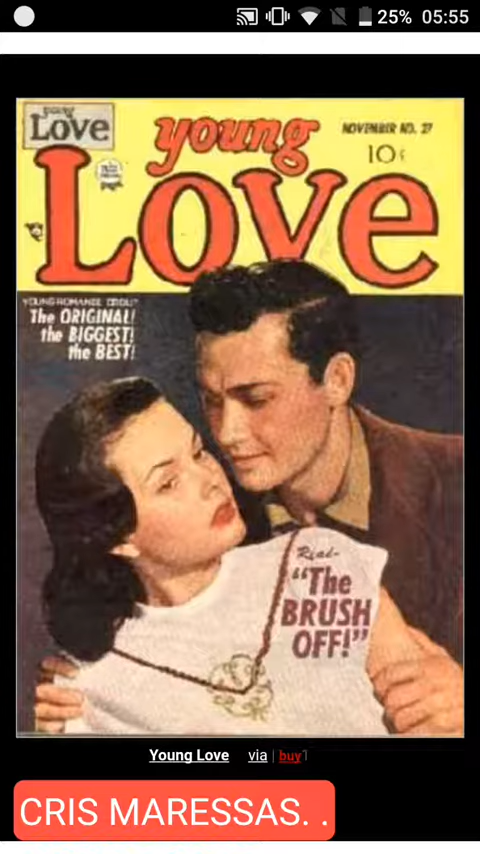 25% 05:55
young
Love
young
NOVEMBER NO. 27
10¢
Love
"YOUNG ROMANCE GROUP"
The ORIGINAL!
the BIGGEST!
the BEST!
Read-
"The
BRUSH
OFF!"
Young Love via | buy
CRIS MARESSAS. .